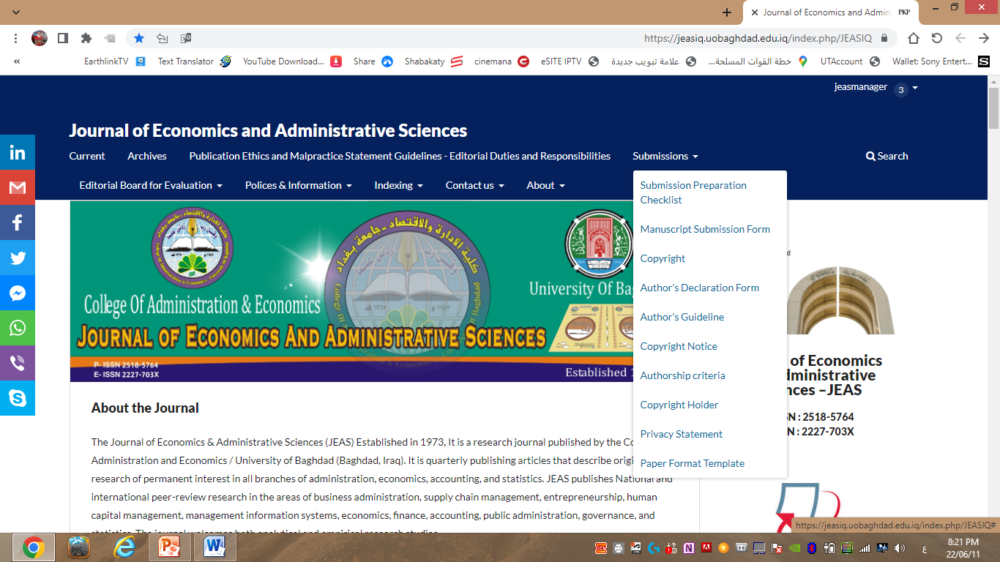 Journal of Economics and Admin
PKP
https://jeasiq.uobaghdad.edu.iq/index.php/JEASIQ
«
EarthlinkTV
Text Translator
YouTube Download...
Share
Shabakaty
cinemana
eSITE IPTV
علامة تبويب جديدة
خطة القوات المسلحة...
UTAccount
Wallet: Sony Entert...
jeasmanager 3
Journal of Economics and Administrative Sciences
Current
Archives
Publication Ethics and Malpractice Statement Guidelines - Editorial Duties and Responsibilities
Submissions
Search
Editorial Board for Evaluation
Polices & Information
Indexing
Contact us
About
Submission Preparation
Checklist
Manuscript Submission Form
Copyright
Author's Declaration Form
Author's Guideline
Copyright Notice
Authorship criteria
Copyright Holder
Privacy Statement
Paper Format Template
كلية الادارة والاقتصاد - جامعة بغداد
College Of Administration & Economics
University Of Ba
JOURNAL OF ECONOMICS AND ADMINISTRATIVE SCIENCES
P- ISSN 2518-5764
E- ISSN 2227-703X
Established 1
d
of Economics
dministrative
nces –JEAS
SN : 2518-5764
N : 2227-703X
About the Journal
The Journal of Economics & Administrative Sciences (JEAS) Established in 1973, It is a research journal published by the Co
Administration and Economics / University of Baghdad (Baghdad, Iraq). It is quarterly publishing articles that describe origi
research of permanent interest in all branches of administration, economics, accounting, and statistics. JEAS publishes National and
international peer-review research in the areas of business administration, supply chain management, entrepreneurship, human
capital management, management information systems, economics, finance, accounting, public administration, governance, and
statistics. The journal welcomes both analytical and empirical research studies.
https://jeasiq.uobaghdad.edu.iq/index.php/JEASIQ#
ع
8:21 PM
22/06/11